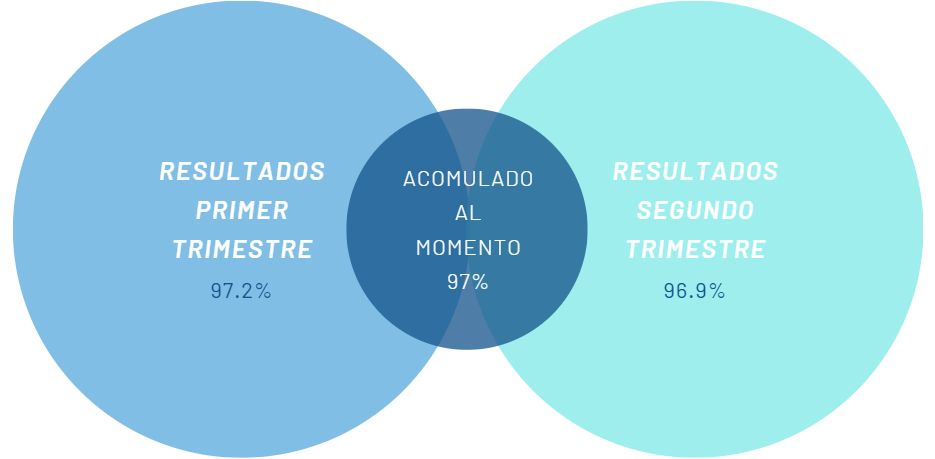 RESULTADOS
PRIMER
TRIMESTRE
97.2%
ACOMULADO
AL
MOMENTO
97%
RESULTADOS
SEGUNDO
TRIMESTRE
96.9%